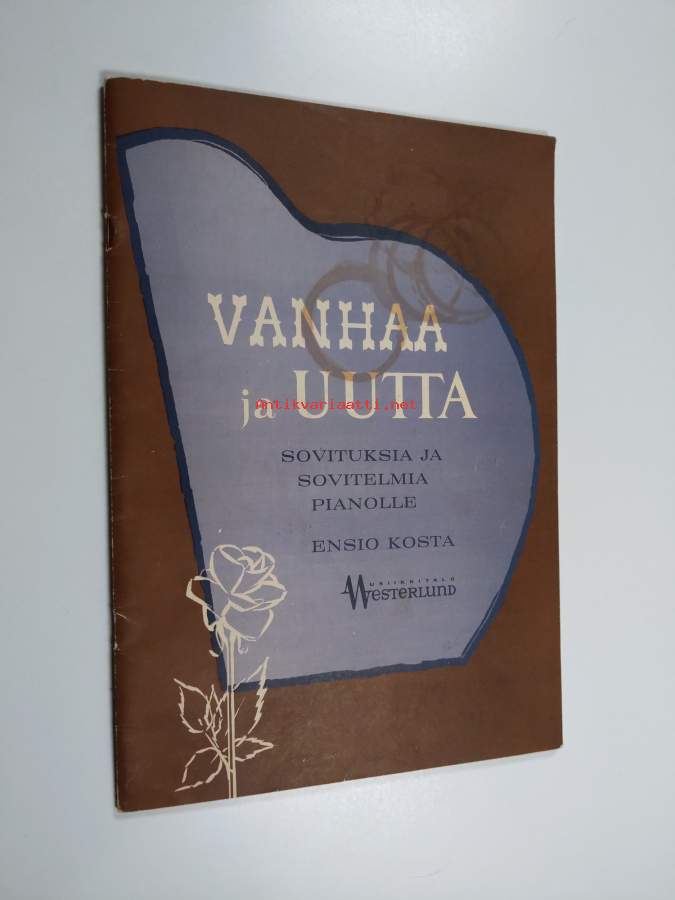 VANHAA
ja UUTTA
Antikvariaatti.net
SOVITUKSIA JA
SOVITELMIA
PIANOLLE
ENSIO KOSTA
MUSIIKKITALO
WESTERLUND